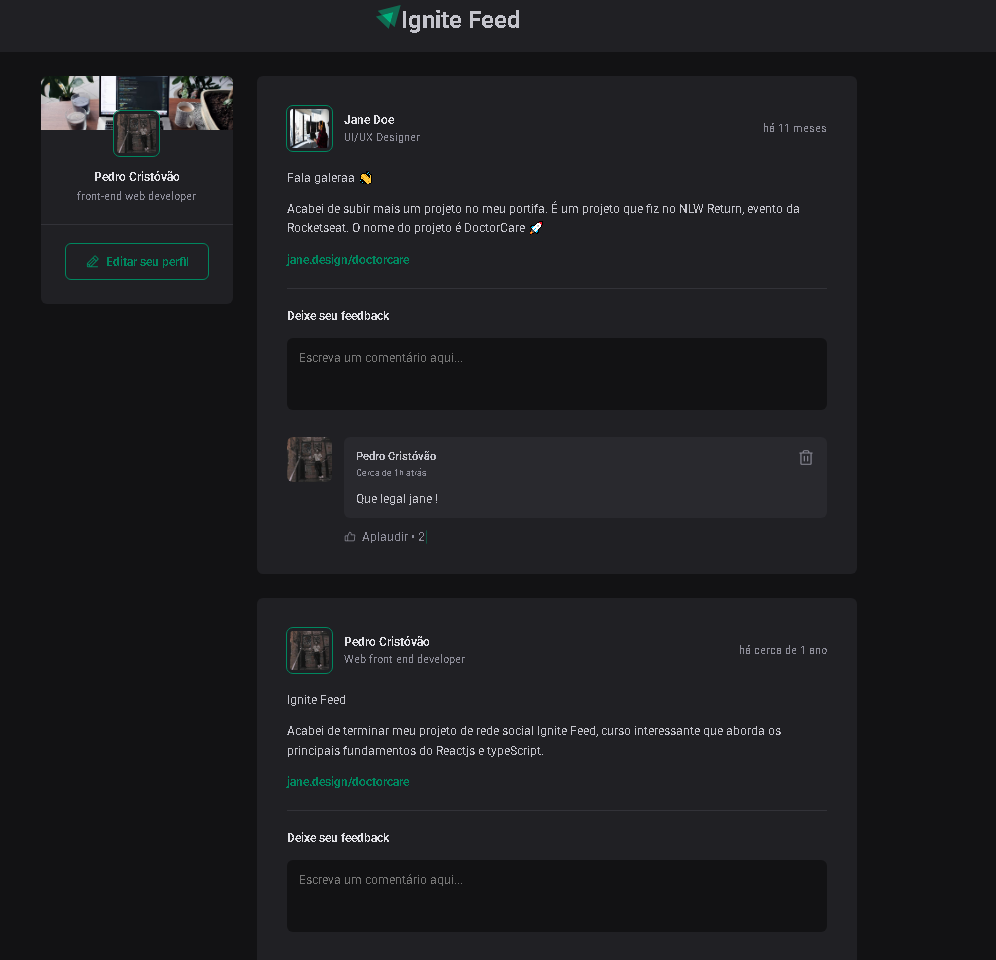 Ignite Feed
Pedro Cristóvão
front-end web developer
Editar seu perfil
Jane Doe
UI/UX Designer
há 11 meses
Fala galeraa 👋
Acabei de subir mais um projeto no meu portifa. É um projeto que fiz no NLW Return, evento da
Rocketseat. O nome do projeto é DoctorCare 🚀
jane.design/doctorcare
Deixe seu feedback
Escreva um comentário aqui...
Pedro Cristóvão
Cerca de 1h atrás
Que legal jane !
Aplaudir • 2
Pedro Cristóvão
Web front end developer
há cerca de 1 ano
Ignite Feed
Acabei de terminar meu projeto de rede social Ignite Feed, curso interessante que aborda os
principais fundamentos do Reactjs e typeScript.
jane.design/doctorcare
Deixe seu feedback
Escreva um comentário aqui...